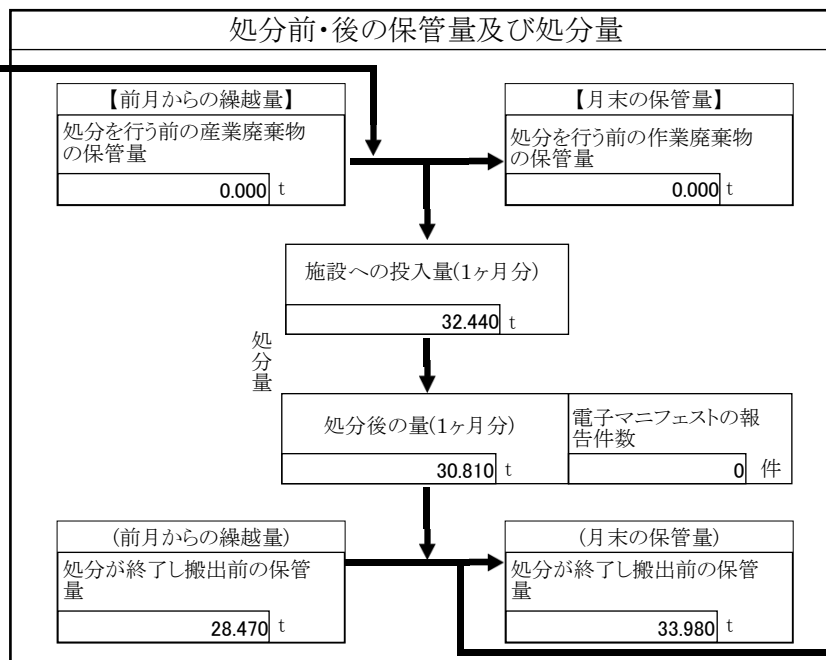 処分前・後の保管量及び処分量
【前月からの繰越量】
処分を行う前の産業廃棄物
の保管量
0.000 t
【月末の保管量】
処分を行う前の作業廃棄物
の保管量
0.000 t
施設への投入量(1ヶ月分)
32.440 t
処分量
処分後の量(1ヶ月分)
30.810 t
電子マニフェストの報
告件数
0 件
(前月からの繰越量)
処分が終了し搬出前の保管
量
28.470 t
(月末の保管量)
処分が終了し搬出前の保管
量
33.980 t